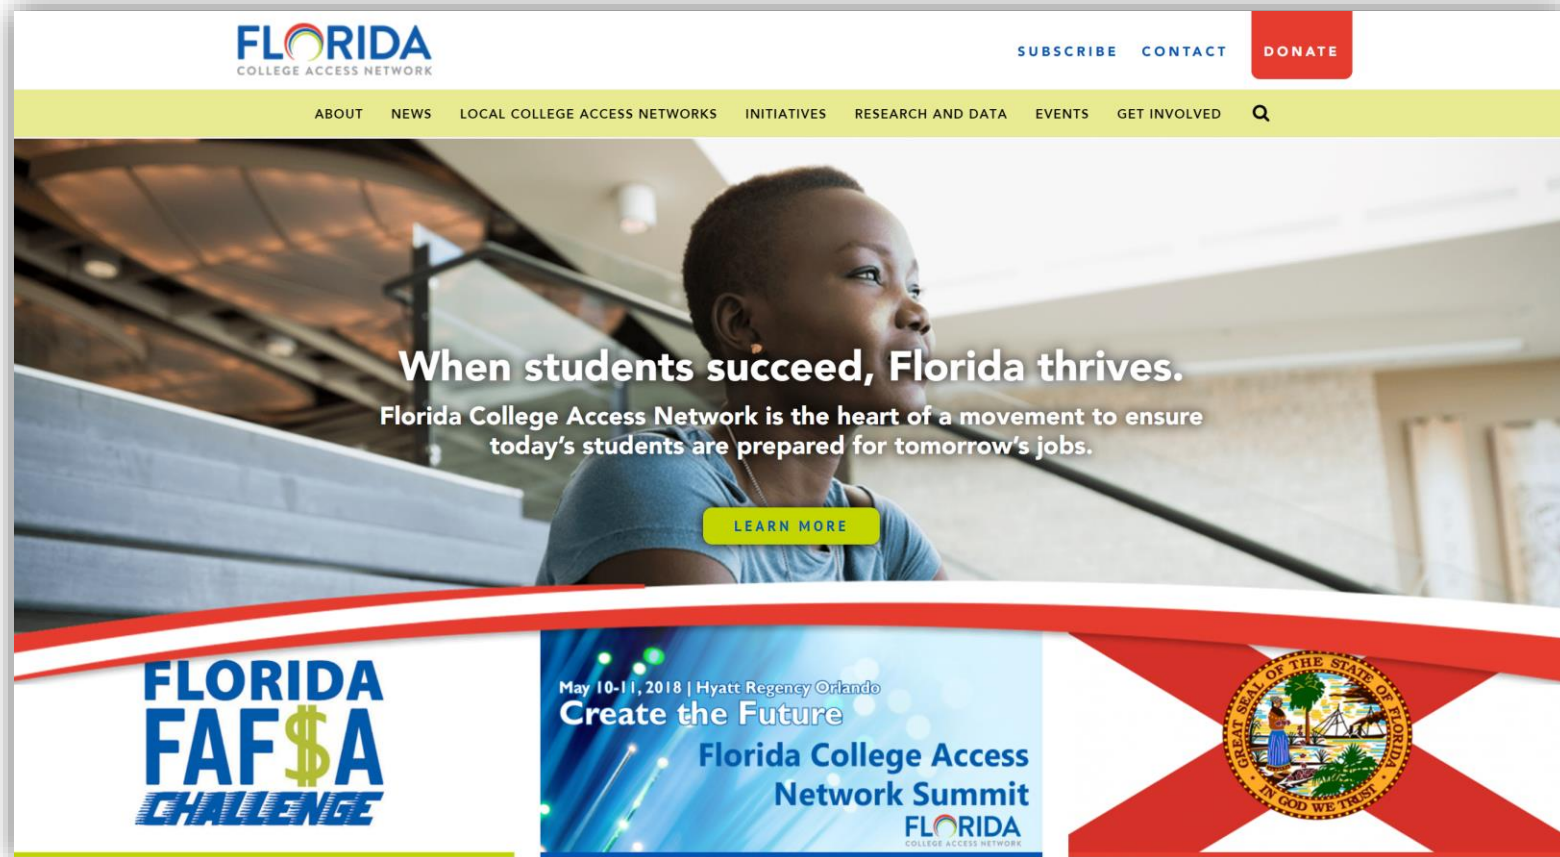 FLORIDA
COLLEGE ACCESS NETWORK
SUBSCRIBE CONTACT DONATE
ABOUT NEWS LOCAL COLLEGE ACCESS NETWORKS INITIATIVES RESEARCH AND DATA EVENTS GET INVOLVED
When students succeed, Florida thrives.
Florida College Access Network is the heart of a movement to ensure
today's students are prepared for tomorrow's jobs.
LEARN MORE
FLORIDA
FAF$A
CHALLENGE
May 10-11, 2018 | Hyatt Regency Orlando
Create the Future
Florida College Access
Network Summit
FLORIDA
COLLEGE ACCESS NETWORK
GREAT SEAL OF THE STATE OF FLORIDA
IN GOD WE TRUST